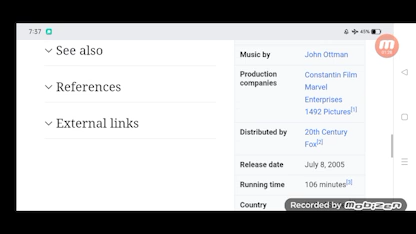 7:37
45%
See also
References
External links
Music by
John Ottman
Production
companies
Constantin Film
Marvel
Enterprises
1492 Pictures[1]
Distributed by
20th Century
Fox[2]
Release date
July 8, 2005
Running time
106 minutes[3]
Country
Recorded by mobizen